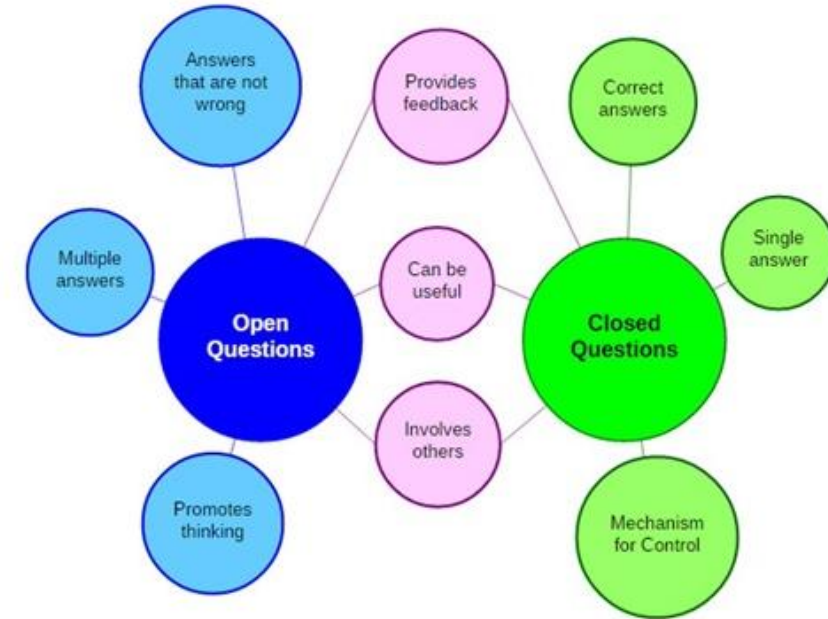 Answers
that are not
wrong
Provides
feedback
Correct
answers
Multiple
answers
Can be
useful
Single
answer
Open
Questions
Closed
Questions
Involves
others
Promotes
thinking
Mechanism
for Control